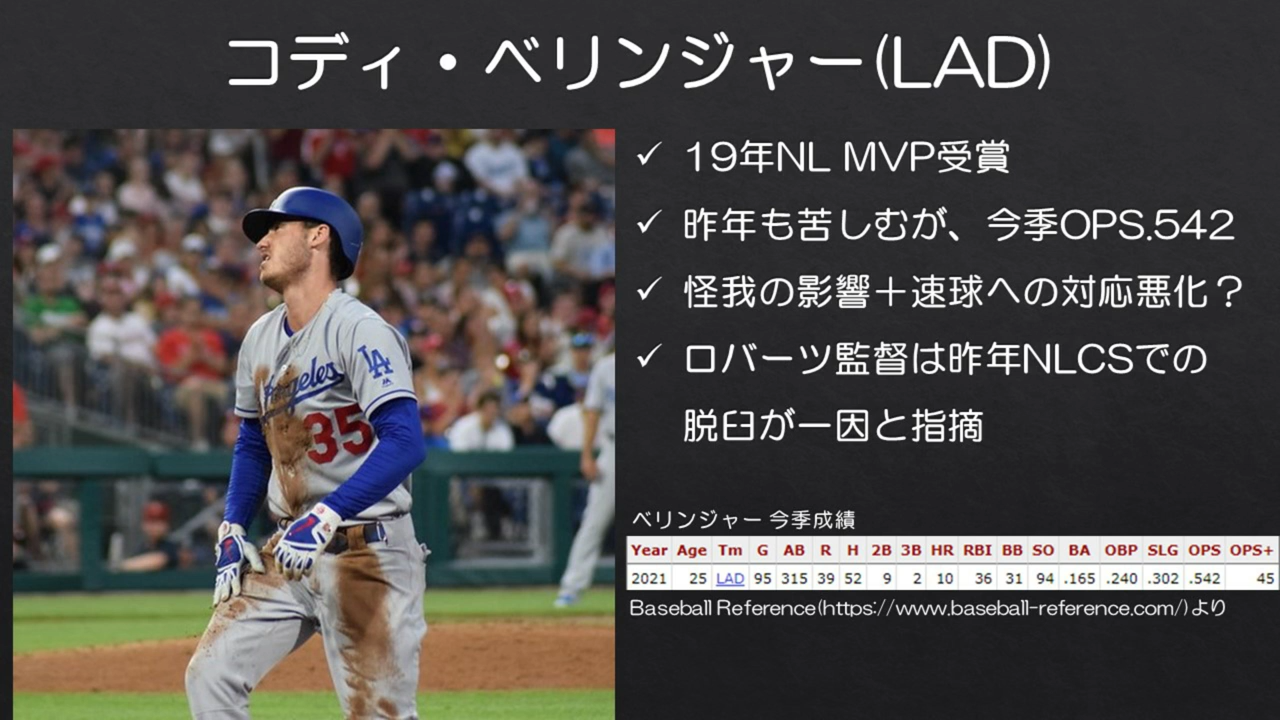 コディ・ベリンジャー(LAD)
✓ 19年NL MVP受賞
✓ 昨年も苦しむが、今季OPS.542
✓ 怪我の影響＋速球への対応悪化？
✓ ロバーツ監督は昨年NLCSでの
脱臼が一因と指摘
Angeles
LA
35
ベリンジャー 今季成績
Year Age Tm G AB R H 2B 3B HR RBI BB SO BA OBP SLG OPS OPS+
2021 25 LAD 95 315 39 52 9 2 10 36 31 94 .165 .240 .302 .542 45
Baseball Reference(https://www.baseball-reference.com/)より